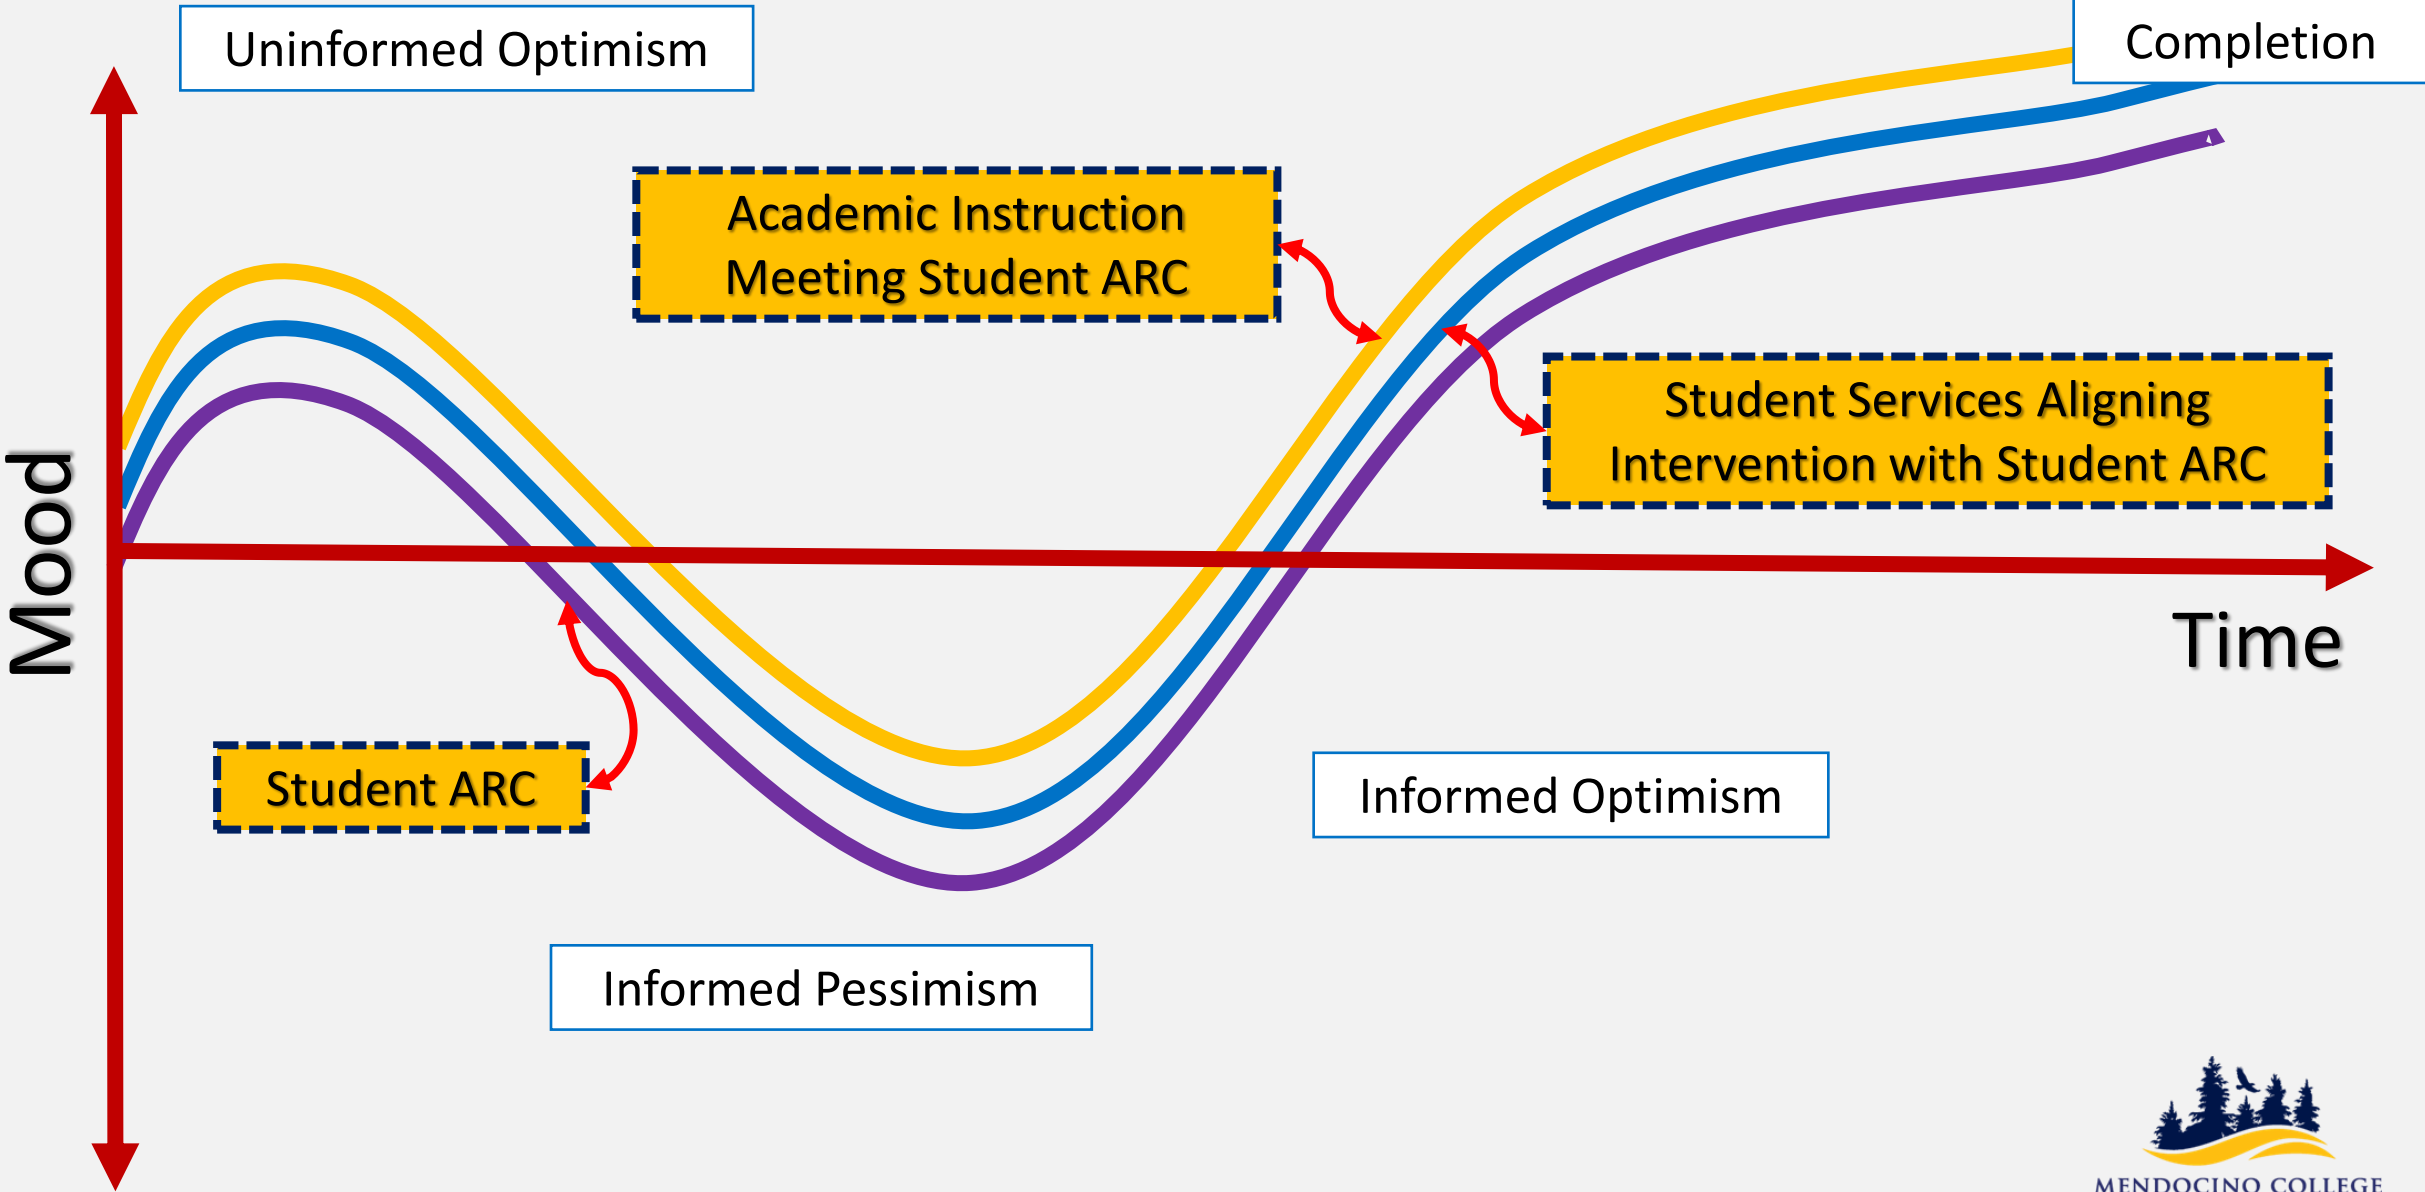 Uninformed Optimism
Completion
Academic Instruction
Meeting Student ARC
Student Services Aligning
Intervention with Student ARC
Mood
Time
Student ARC
Informed Optimism
Informed Pessimism
MENDOCINO COLLEGE